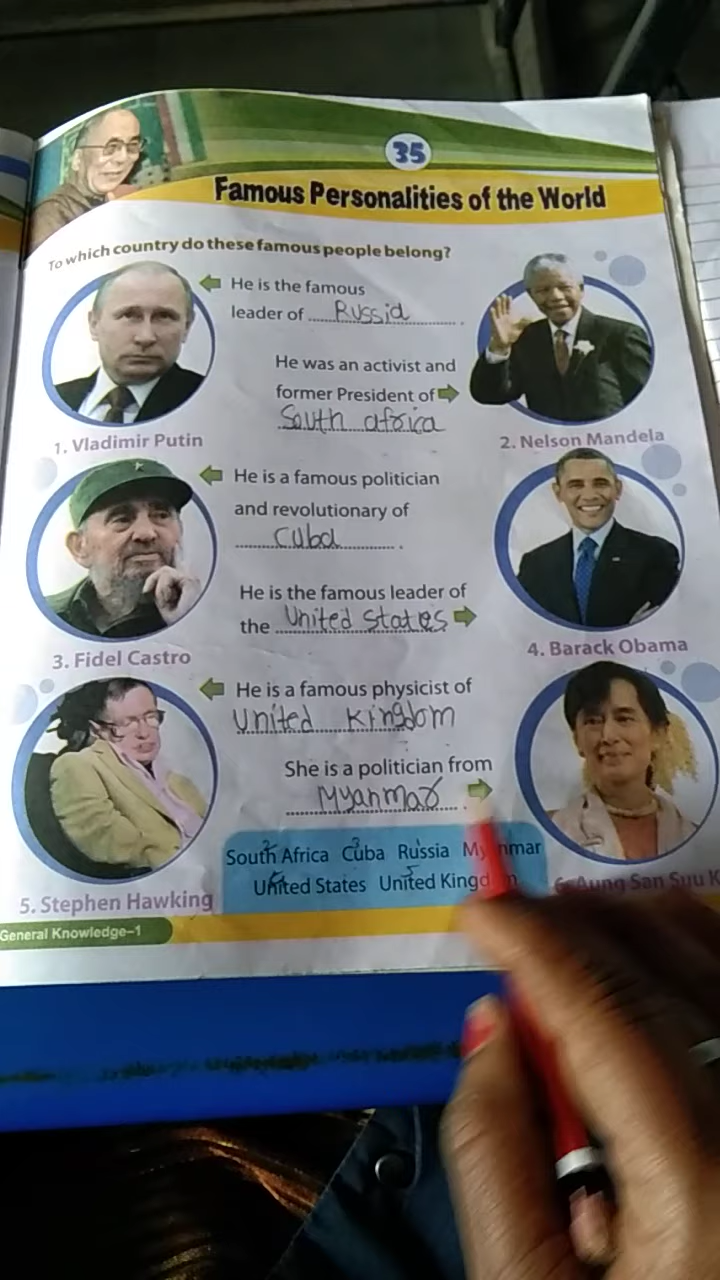 35
Famous Personalities of the World
To which country do these famous people belong?
He is the famous
leader of Russia .
He was an activist and
former President of
South africa
1. Vladimir Putin
2. Nelson Mandela
He is a famous politician
and revolutionary of
Cuba .
He is the famous leader of
the United States
3. Fidel Castro
4. Barack Obama
He is a famous physicist of
United Kingdom
She is a politician from
Myanmar .
South Africa Cuba Russia
United States United
5. Stephen Hawking
Aung San Suu
General Knowledge–1